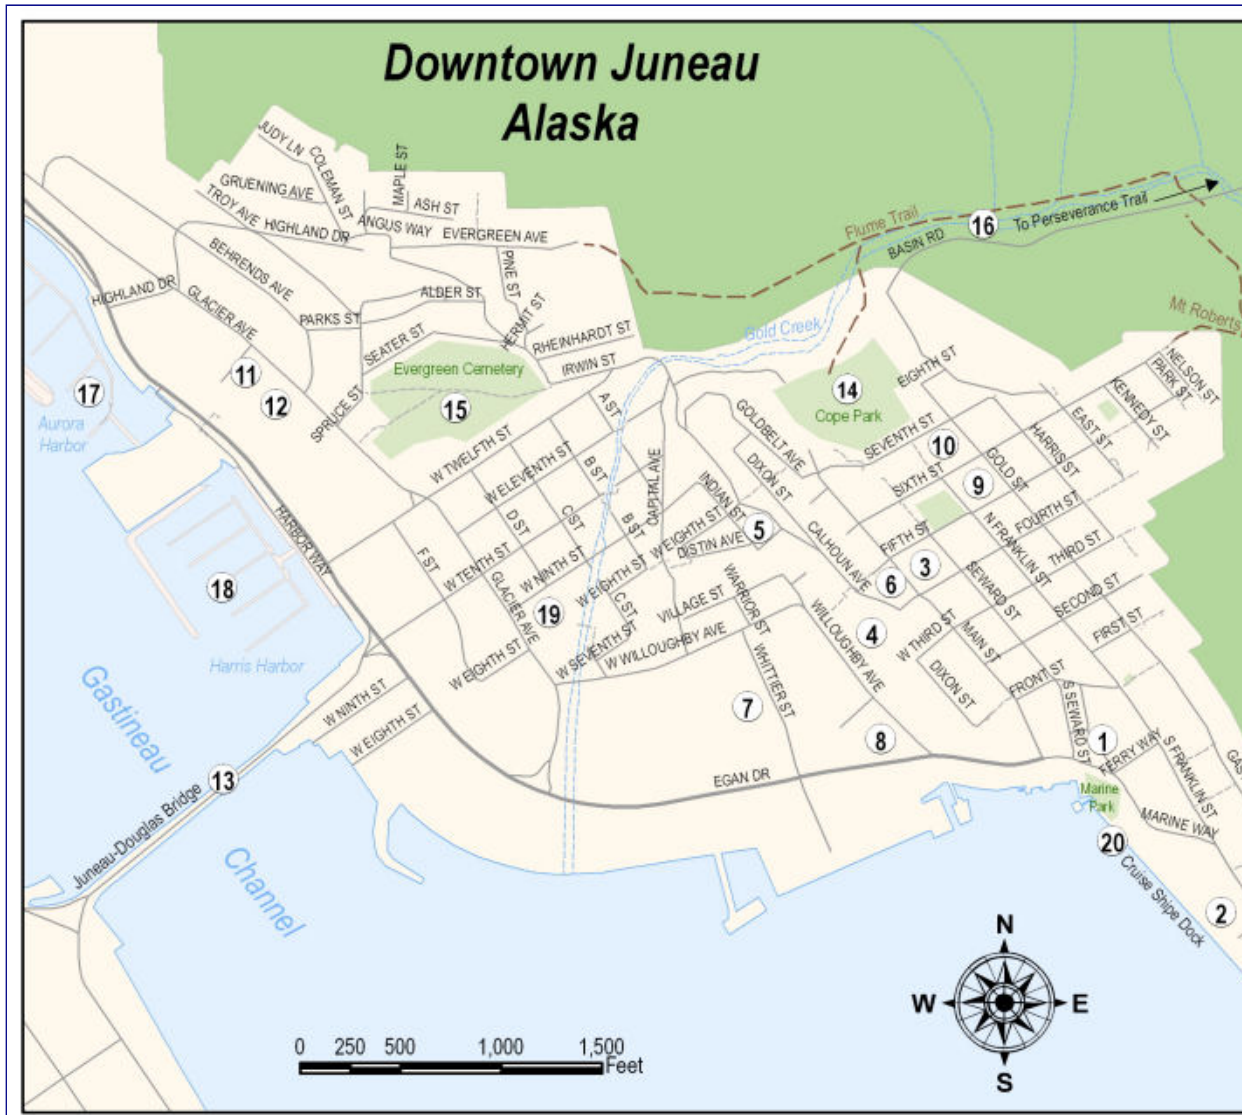 Downtown Juneau
Alaska
JUDY LN
COLEMAN ST
MAPLE ST
GRUENING AVE
TROY AVE
ASH ST
HIGHLAND DR
ANGUS WAY
EVERGREEN AVE
Flume Trail
16
To Perseverance Trail
BASIN RD
BEHRENDS AVE
PINE ST
HIGHLAND DR
GLACIER AVE
ALDER ST
PARKS ST
HERMIT ST
SEATER ST
RHEINHARDT ST
IRWIN ST
Gold Creek
Mt Roberts
Evergreen Cemetery
11
12
17
Aurora
Harbor
SPRUCE ST
15
14
Cope Park
EIGHTH ST
NELSON ST
PARK ST
KENNEDY ST
EAST ST
HARRIS ST
GOLDBELT AVE
SEVENTH ST
10
A ST
W TWELFTH ST
W ELEVENTH ST
B ST
CAPITAL AVE
DIXON ST
SIXTH ST
9
GOLD ST
INDIAN ST
HARBOR WAY
D ST
C ST
B ST
W EIGHTH ST
DISTIN AVE
5
CALHOUN AVE
FIFTH ST
N FRANKLIN ST
FOURTH ST
THIRD ST
F ST
W TENTH ST
GLACIER AVE
W NINTH ST
W EIGHTH ST
C ST
6
3
SEWARD ST
SECOND ST
18
19
VILLAGE ST
WARRIOR ST
WILLOUGHBY AVE
4
W THIRD ST
MAIN ST
FIRST ST
Harris Harbor
W EIGHTH ST
W SEVENTH ST
W WILLOUGHBY AVE
WHITTIER ST
DIXON ST
FRONT ST
S SEWARD ST
Gastineau
Channel
W NINTH ST
W EIGHTH ST
7
8
1
FERRY WAY
S FRANKLIN ST
GAS
13
Juneau-Douglas Bridge
EGAN DR
Marine
Park
MARINE WAY
20
Cruise Shipe Dock
2
N
W
E
S
0 250 500 1,000 1,500
Feet